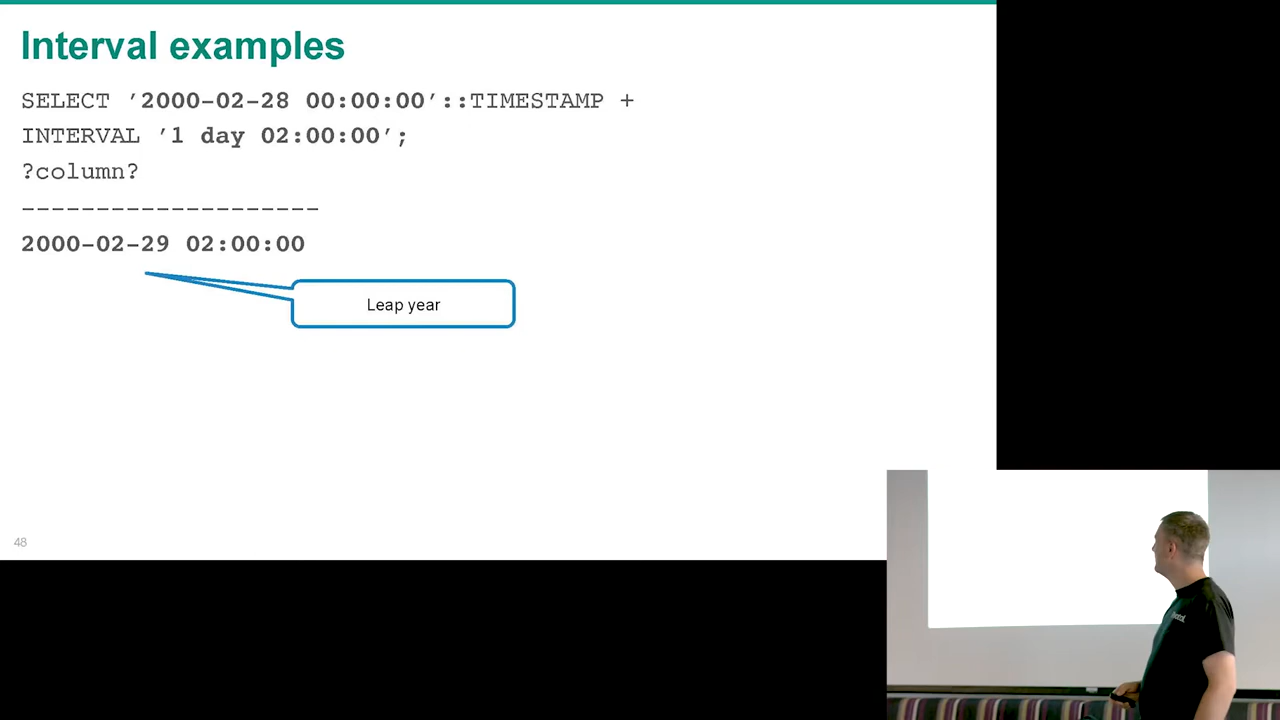 Interval examples
SELECT ’2000-02-28 00:00:00’::TIMESTAMP +
INTERVAL ’1 day 02:00:00’;
?column?
--------------------
2000-02-29 02:00:00
Leap year
48